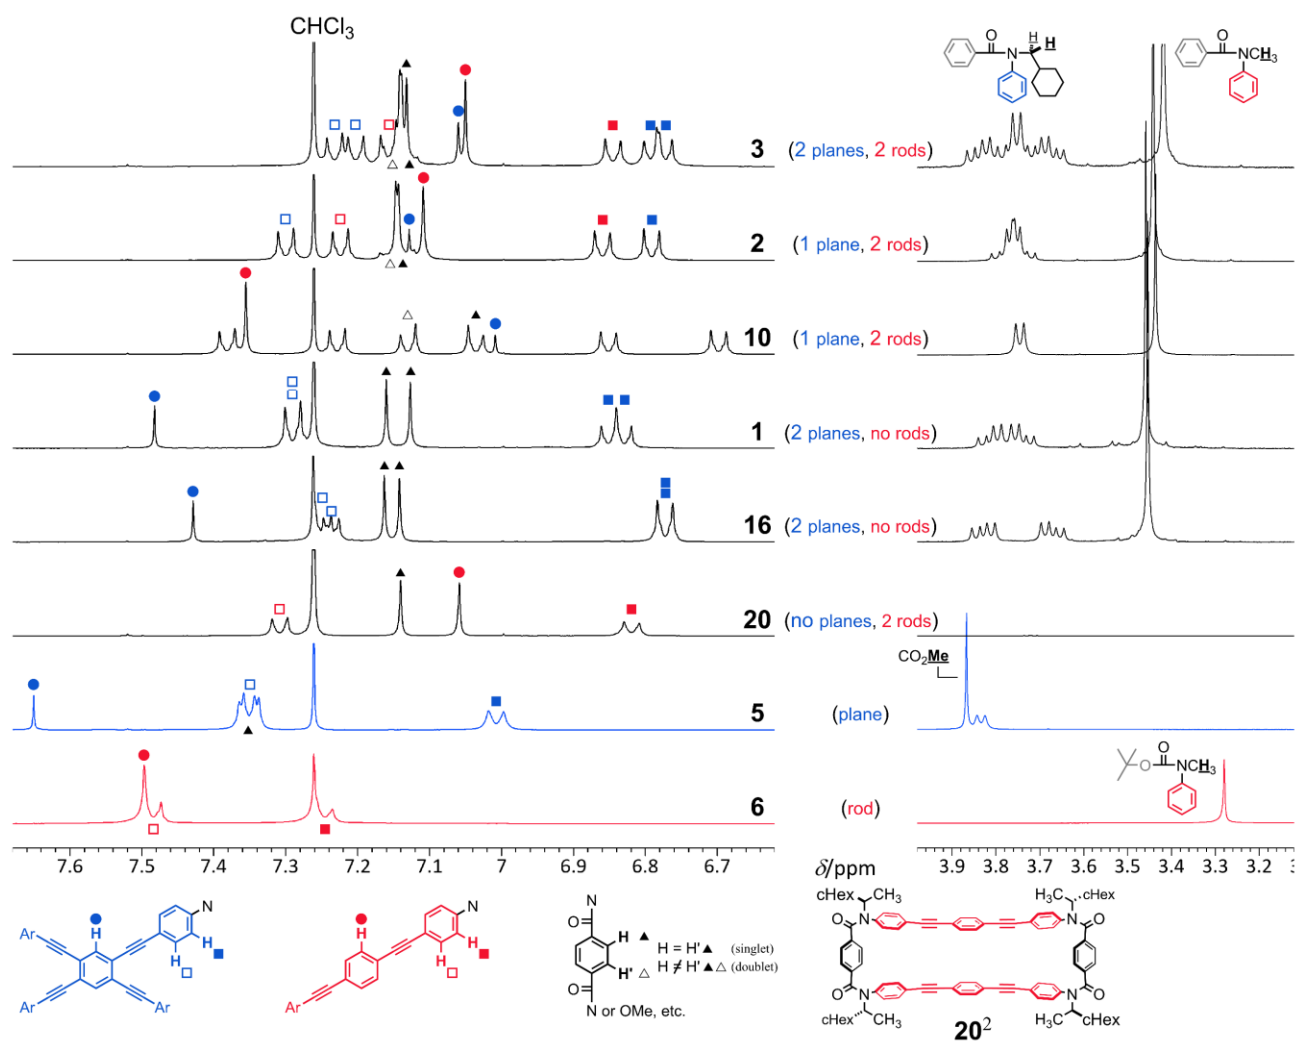 CHCl3
3 (2 planes, 2 rods)
2 (1 plane, 2 rods)
10 (1 plane, 2 rods)
1 (2 planes, no rods)
16 (2 planes, no rods)
20 (no planes, 2 rods)
5 (plane)
6 (rod)
O
N
H
H
O
NCH3
CO2Me
O
O
NCH3
7.6 7.5 7.4 7.3 7.2 7.1 7 6.9 6.8 6.7
δ/ppm
3.9 3.8 3.7 3.6 3.5 3.4 3.3 3.2
Ar
H
N
H
H
Ar
Ar
H
N
H
H
Ar
N
O
H
H'
O
N or OMe, etc.
H = H' ▲ (singlet)
H ≠ H' ▲△ (doublet)
cHex CH3
H3C cHex
N N
O O
O O
N N
cHex CH3
H3C cHex
20²